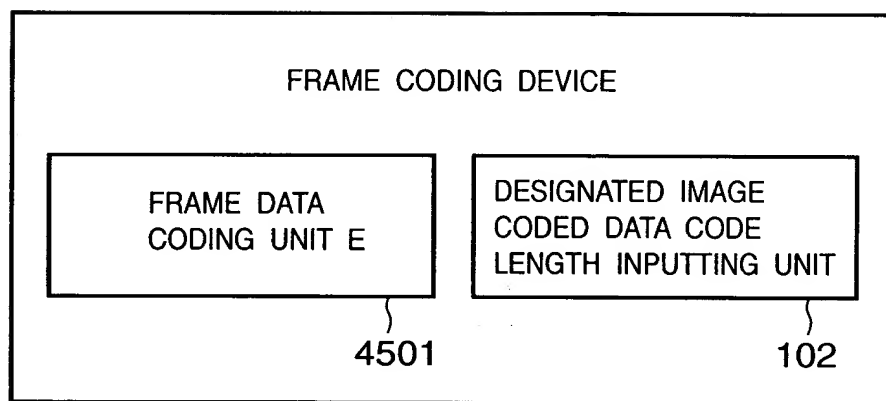 FRAME CODING DEVICE
FRAME DATA
CODING UNIT E
4501
DESIGNATED IMAGE
CODED DATA CODE
LENGTH INPUTTING UNIT
102